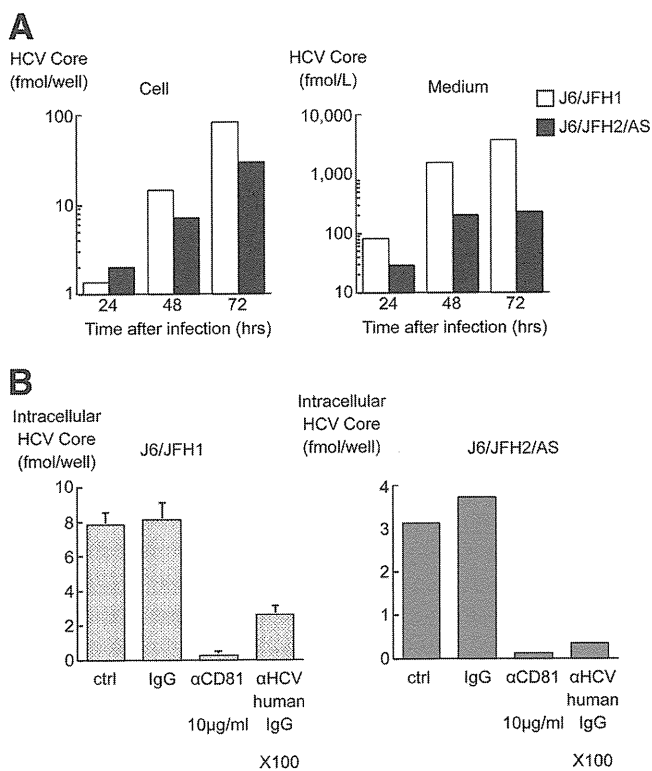 A
HCV Core
(fmol/well)
Cell
100
10
1
24 48 72
Time after infection (hrs)
HCV Core
(fmol/L)
Medium
10,000
1,000
100
10
24 48 72
Time after infection (hrs)
J6/JFH1
J6/JFH2/AS
B
Intracellular
HCV Core
(fmol/well)
J6/JFH1
10
8
6
4
2
0
ctrl IgG αCD81 αHCV
human
10μg/ml IgG
X100
Intracellular
HCV Core
(fmol/well)
J6/JFH2/AS
4
3
2
1
0
ctrl IgG αCD81 αHCV
human
10μg/ml IgG
X100